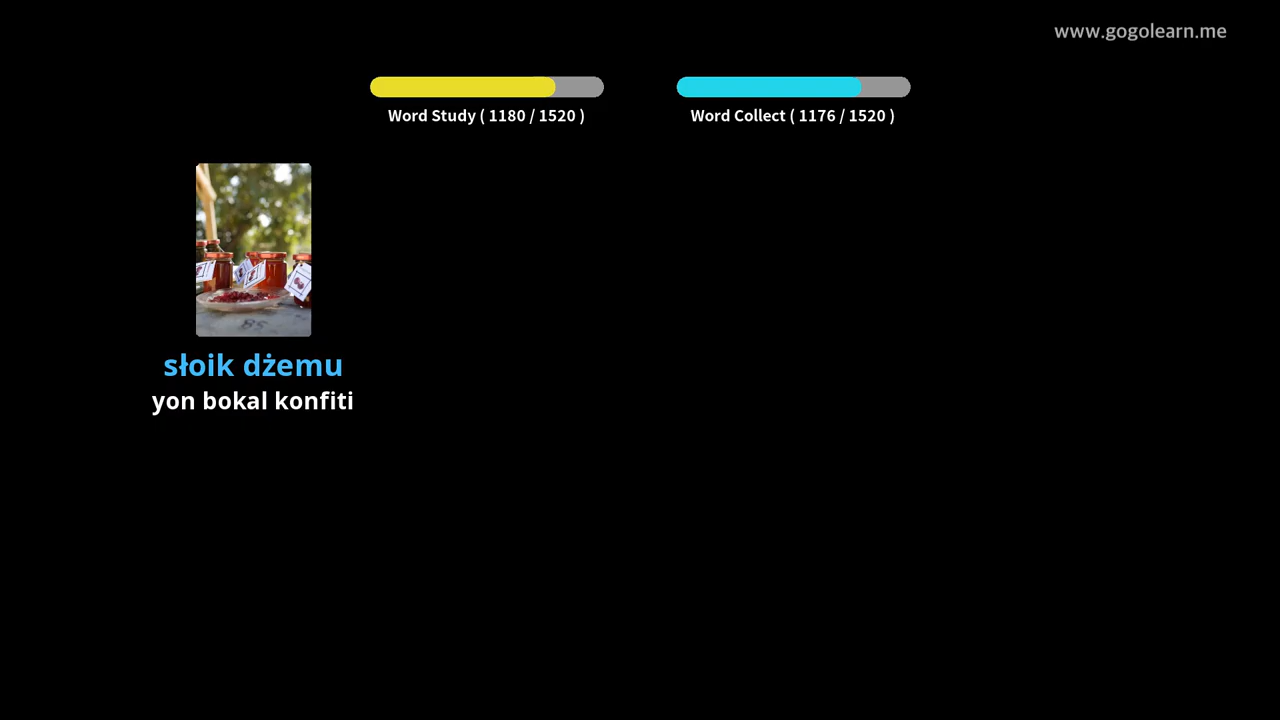 www.gogolearn.me
Word Study ( 1180 / 1520 )
Word Collect ( 1176 / 1520 )
słoik dżemu
yon bokal konfiti